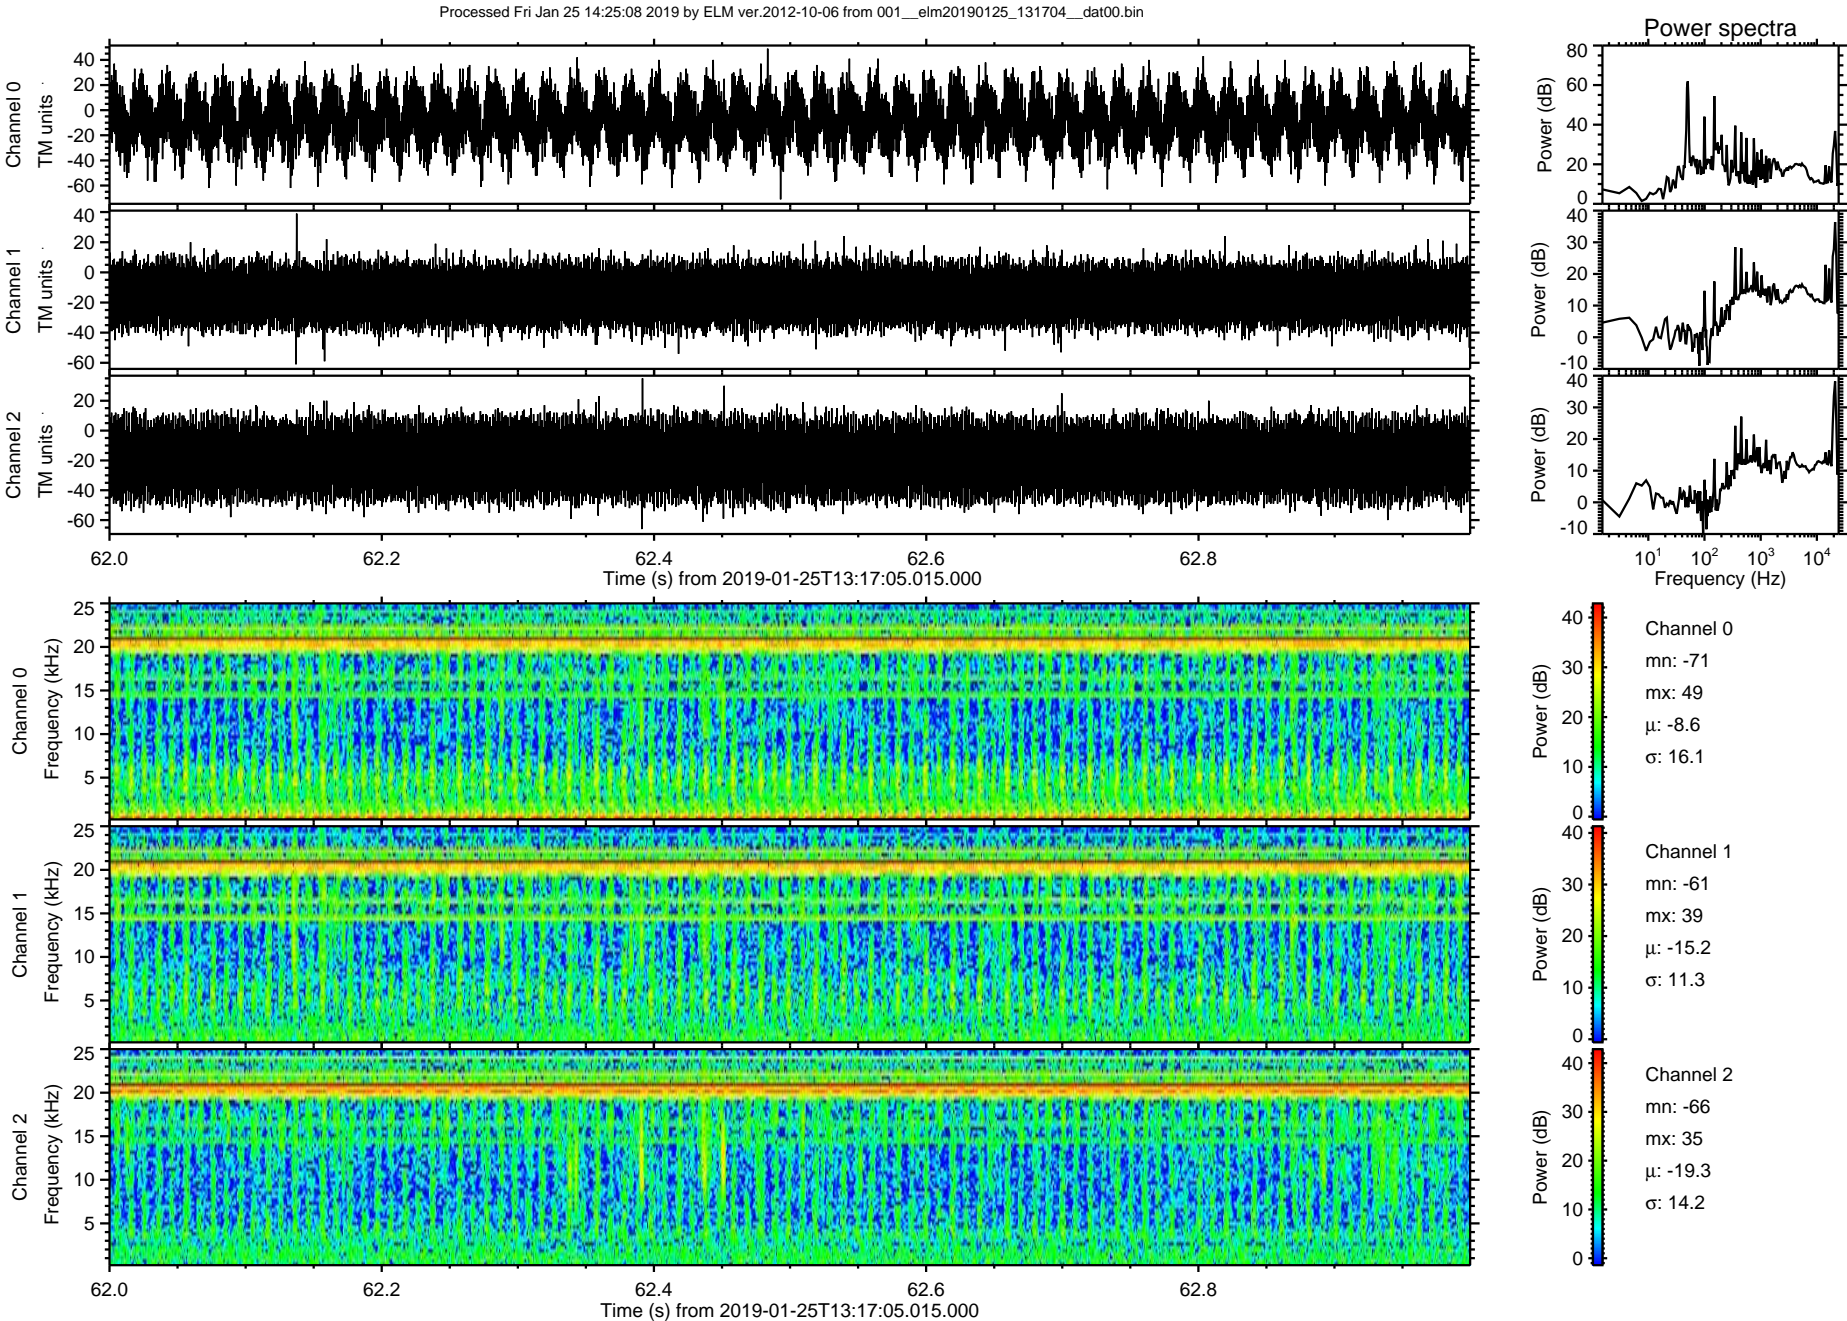 Processed Fri Jan 25 14:25:08 2019 by ELM ver.2012-10-06 from 001__elm20190125_131704__dat00.bin
Power spectra
Channel 0
TM units
40
20
0
-20
-40
-60
Power (dB)
80
60
40
20
0
Channel 1
TM units
40
20
0
-20
-40
-60
Power (dB)
40
30
20
10
0
-10
Channel 2
TM units
20
0
-20
-40
-60
Power (dB)
40
30
20
10
0
-10
62.0 62.2 62.4 62.6 62.8
Time (s) from 2019-01-25T13:17:05.015.000
10¹ 10² 10³ 10⁴
Frequency (Hz)
Channel 0
Frequency (kHz)
25
20
15
10
5
Power (dB)
40
30
20
10
0
Channel 0
mn: -71
mx: 49
μ: -8.6
σ: 16.1
Channel 1
Frequency (kHz)
25
20
15
10
5
Power (dB)
40
30
20
10
0
Channel 1
mn: -61
mx: 39
μ: -15.2
σ: 11.3
Channel 2
Frequency (kHz)
25
20
15
10
5
Power (dB)
40
30
20
10
0
Channel 2
mn: -66
mx: 35
μ: -19.3
σ: 14.2
62.0 62.2 62.4 62.6 62.8
Time (s) from 2019-01-25T13:17:05.015.000